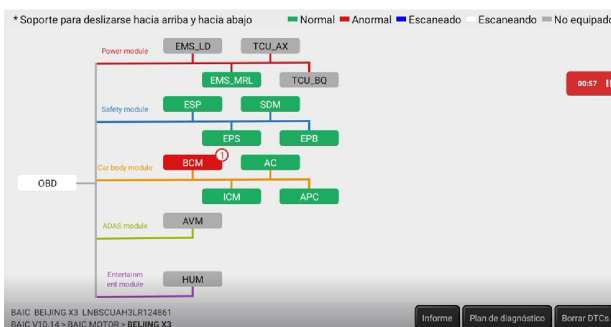 * Soporte para deslizarse hacia arriba y hacia abajo Normal Anormal Escaneado Escaneando No equipado
Power module EMS_LD TCU_AX
EMS_MRL TCU_BQ
00:57
Safety module ESP SDM
EPS EPB
Car body module BCM 1 AC
OBD
ICM APC
ADAS module AVM
Entertainm
ent module HUM
BAIC BEIJING X3 LNBSCUAH3LR124861
BAIC V10.14 > BAIC MOTOR > BEIJING X3
Informe Plan de diagnóstico Borrar DTCs